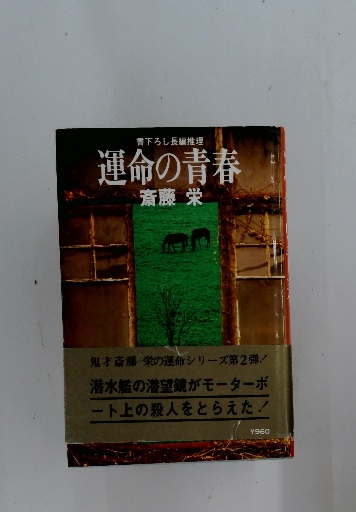 書下ろし長編推理
運命の青春
斎藤 栄
鬼才斎藤 栄の運命シリーズ第2弾!
潜水艦の潜望鏡がモーターボ
ート上の殺人をとらえた!
¥960